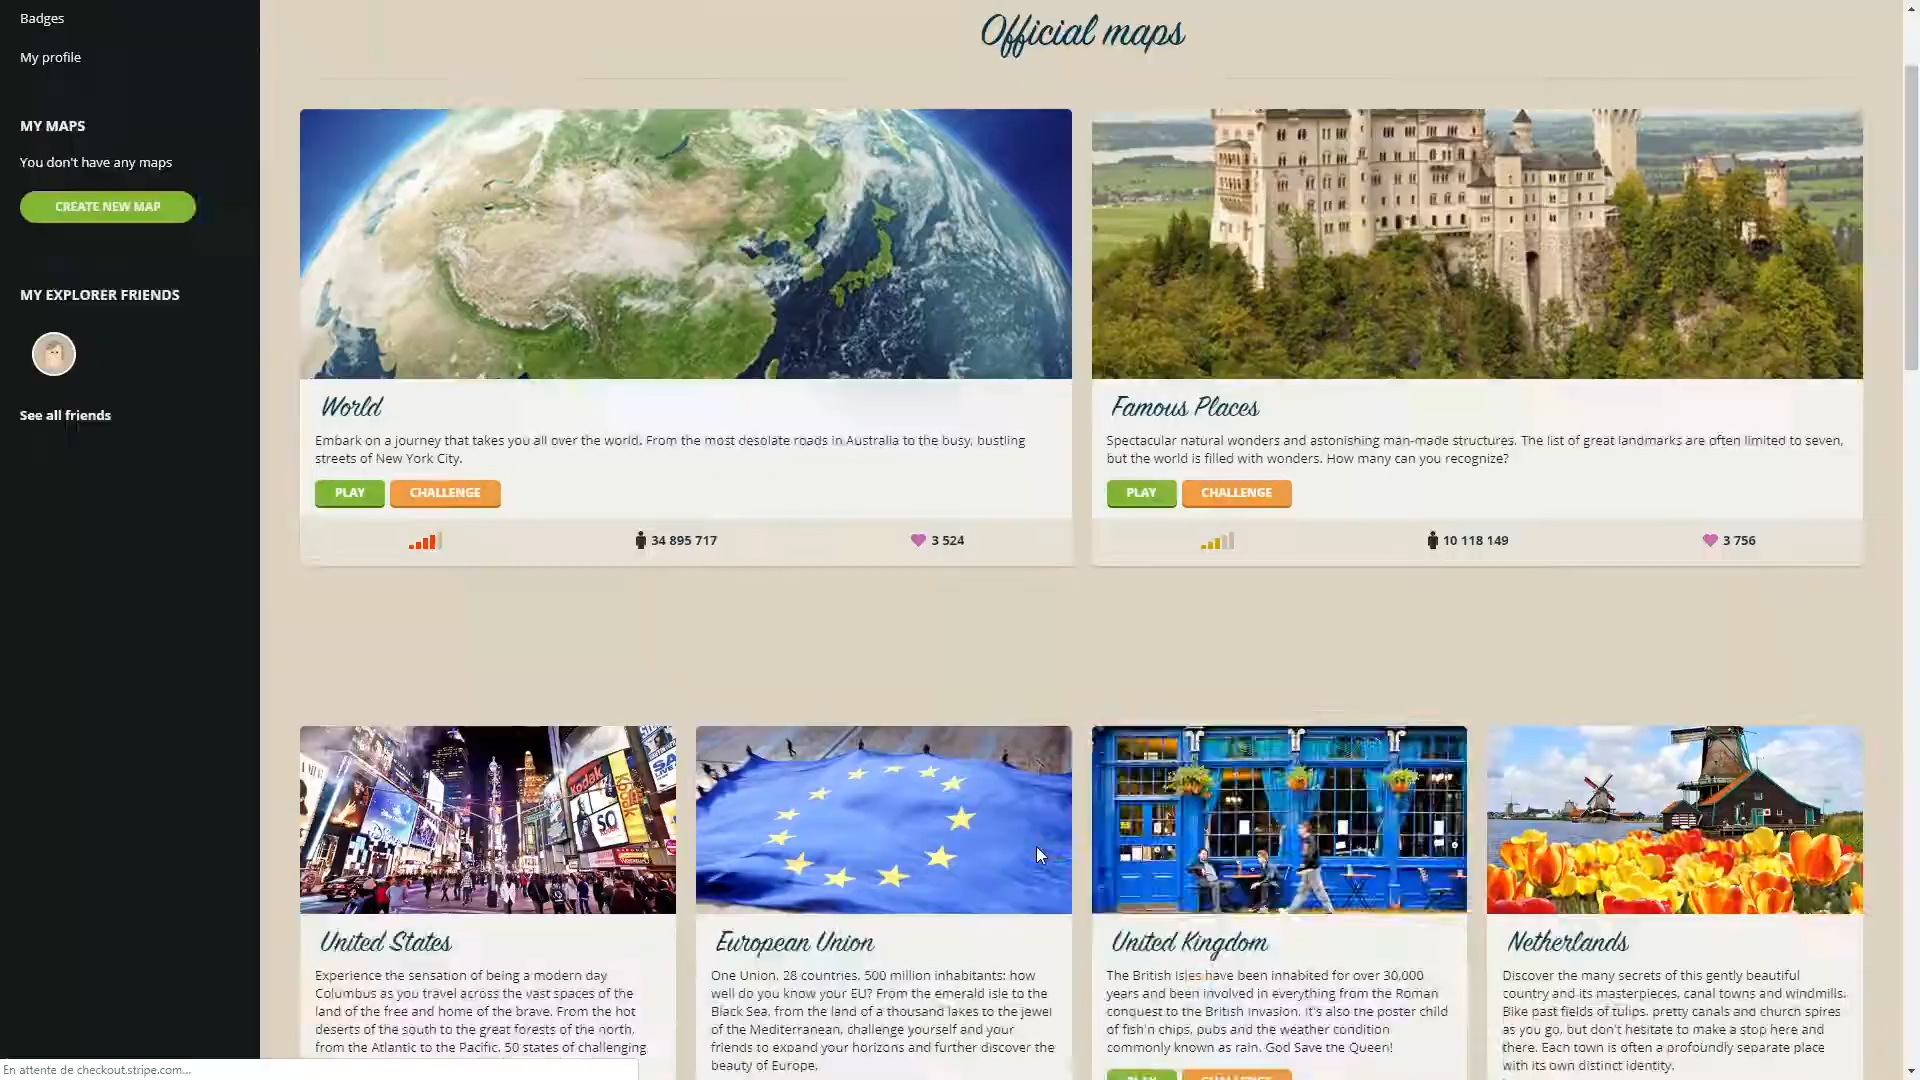 Badges
My profile
MY MAPS
You don't have any maps
CREATE NEW MAP
MY EXPLORER FRIENDS
See all friends
Official maps
World
Embark on a journey that takes you all over the world. From the most desolate roads in Australia to the busy, bustling
streets of New York City.
PLAY CHALLENGE
34 895 717
3 524
Famous Places
Spectacular natural wonders and astonishing man-made structures. The list of great landmarks are often limited to seven,
but the world is filled with wonders. How many can you recognize?
PLAY CHALLENGE
10 118 149
3 756
Kodak
Kodak
SO
United States
Experience the sensation of being a modern day
Columbus as you travel across the vast spaces of the
land of the free and home of the brave. From the hot
deserts of the south to the great forests of the north,
from the Atlantic to the Pacific. 50 states of challenging
European Union
One Union, 28 countries, 500 million inhabitants: how
well do you know your EU? From the emerald isle to the
Black Sea, from the land of a thousand lakes to the jewel
of the Mediterranean, challenge yourself and your
friends to expand your horizons and further discover the
beauty of Europe.
United Kingdom
The British Isles have been inhabited for over 30,000
years and been involved in everything from the Roman
conquest to the British Invasion. It's also the poster child
of fish'n chips, pubs and the weather condition
commonly known as rain. God Save the Queen!
PLAY CHALLENGE
Netherlands
Discover the many secrets of this gently beautiful
country and its masterpieces, canal towns and windmills.
Bike past fields of tulips, pretty canals and church spires
as you go, but don't hesitate to make a stop here and
there. Each town is often a profoundly separate place
with its own distinct identity.
En attente de checkout.stripe.com...